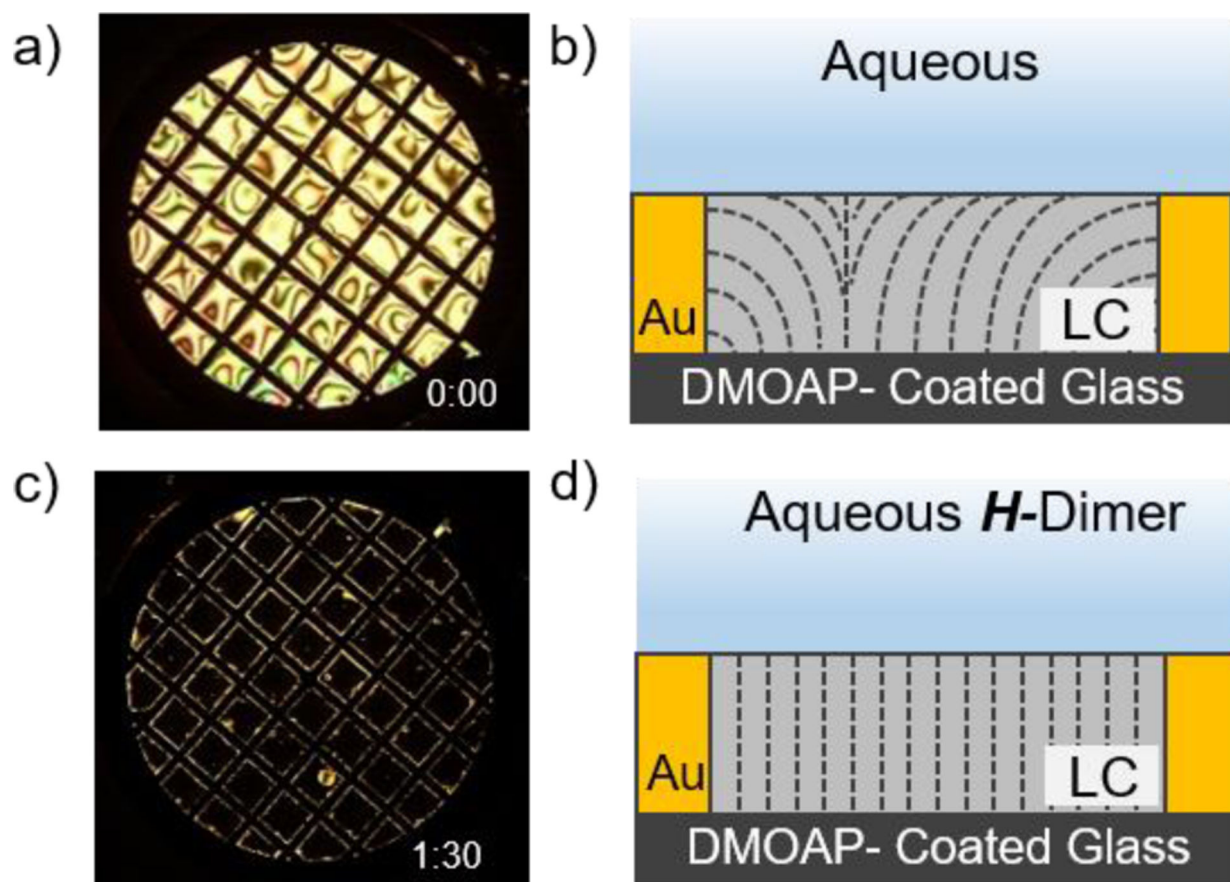 a)
0:00
b)
Aqueous
Au
LC
DMOAP- Coated Glass
c)
1:30
d)
Aqueous H-Dimer
Au
LC
DMOAP- Coated Glass